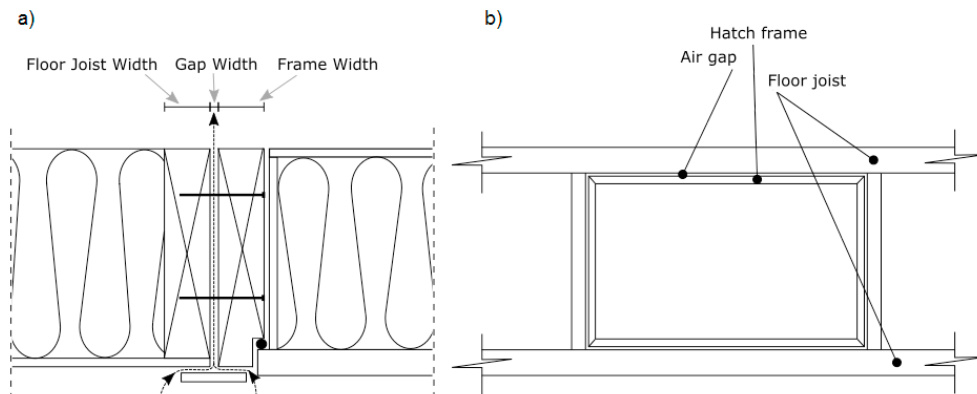 a)
Floor Joist Width Gap Width Frame Width
b)
Hatch frame
Air gap
Floor joist